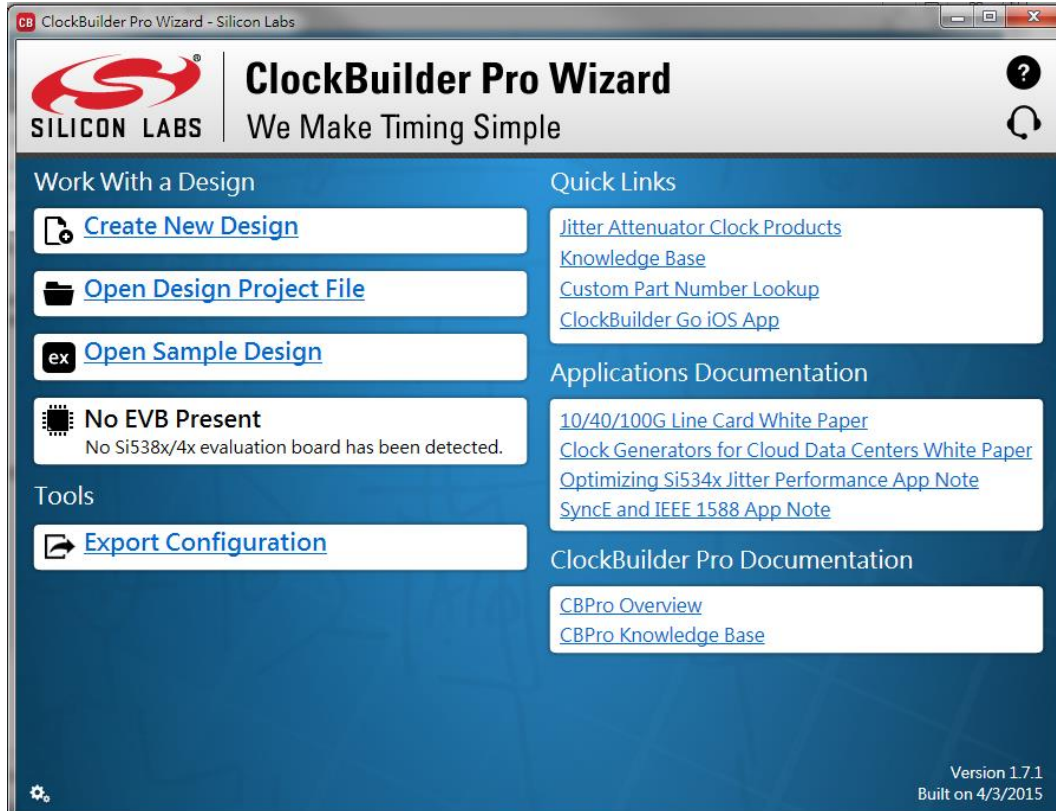 CB ClockBuilder Pro Wizard - Silicon Labs
SILICON LABS
®
ClockBuilder Pro Wizard
We Make Timing Simple
?
Work With a Design
Create New Design
Open Design Project File
ex Open Sample Design
No EVB Present
No Si538x/4x evaluation board has been detected.
Tools
Export Configuration
Quick Links
Jitter Attenuator Clock Products
Knowledge Base
Custom Part Number Lookup
ClockBuilder Go iOS App
Applications Documentation
10/40/100G Line Card White Paper
Clock Generators for Cloud Data Centers White Paper
Optimizing Si534x Jitter Performance App Note
SyncE and IEEE 1588 App Note
ClockBuilder Pro Documentation
CBPro Overview
CBPro Knowledge Base
Version 1.7.1
Built on 4/3/2015